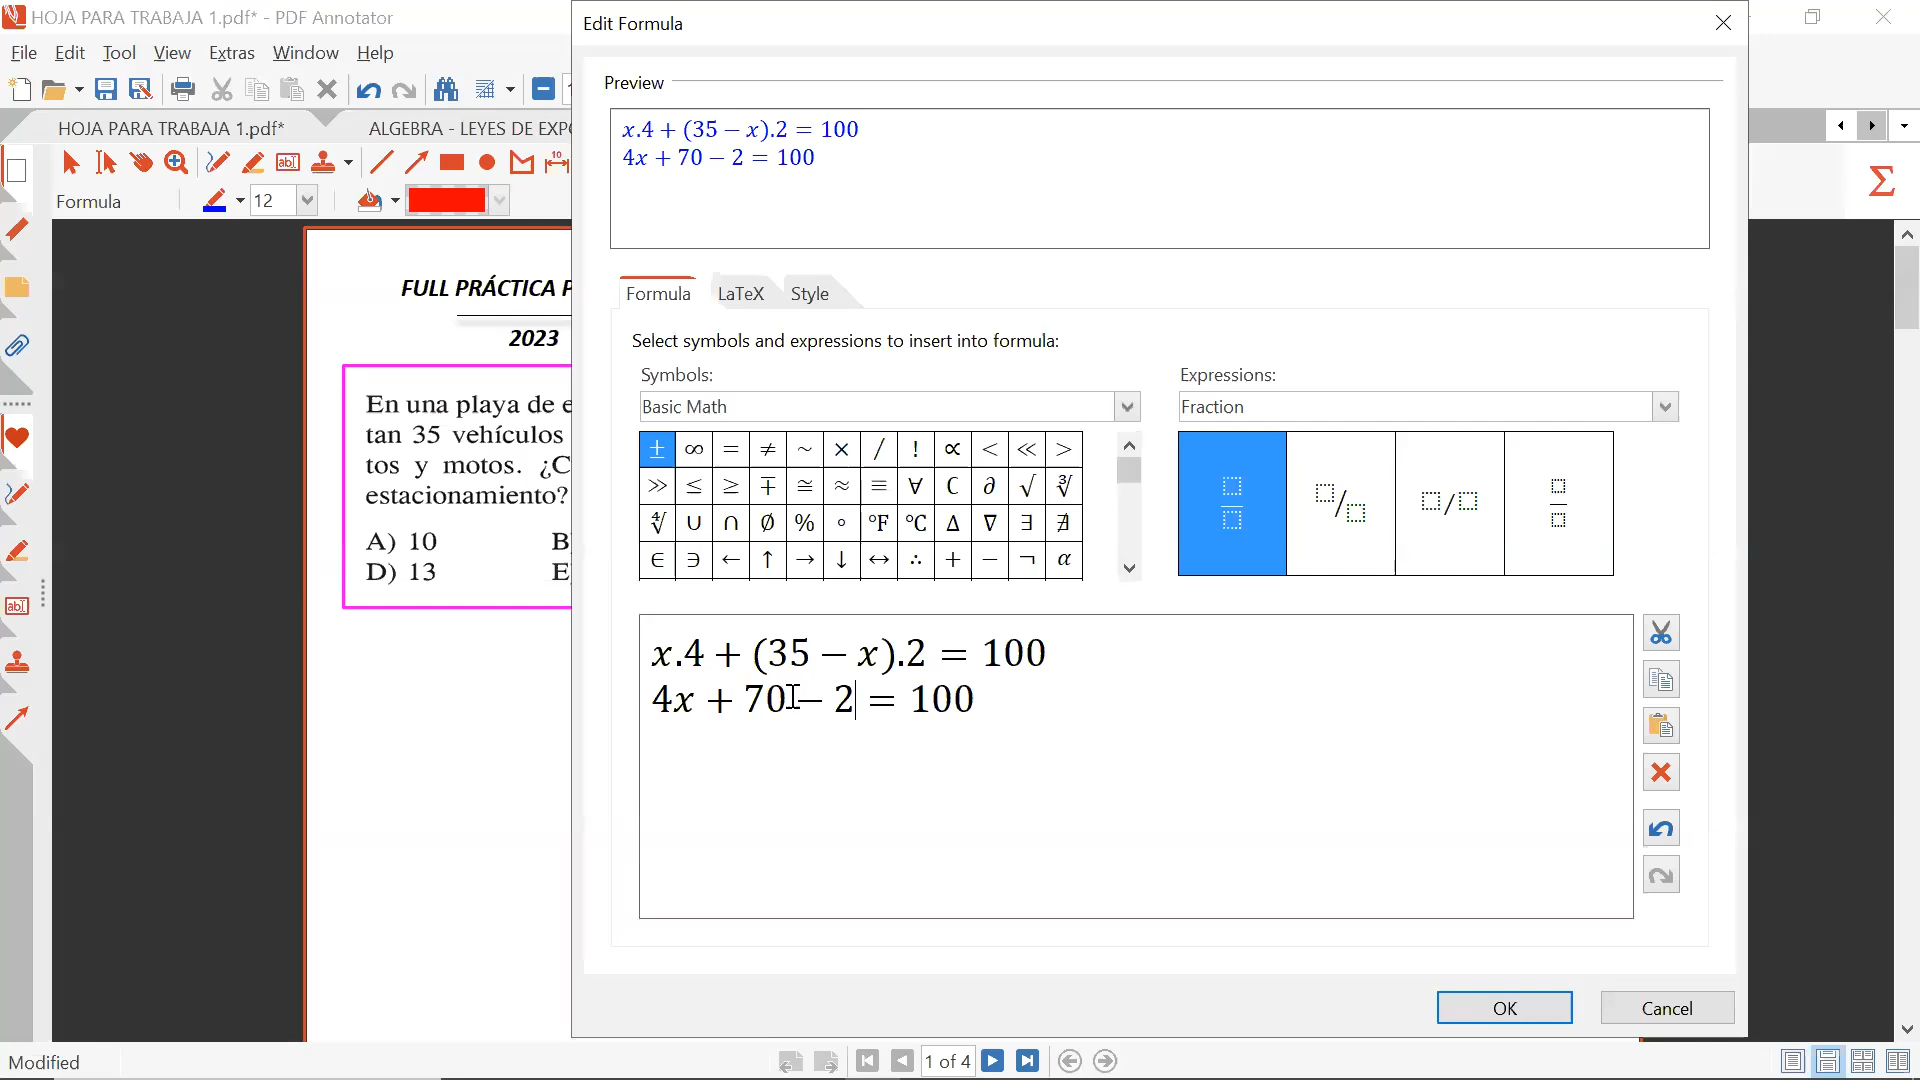 HOJA PARA TRABAJA 1.pdf* - PDF Annotator
File Edit Tool View Extras Window Help
HOJA PARA TRABAJA 1.pdf*
ALGEBRA - LEYES DE EXP
Formula
12
FULL PRÁCTICA P
2023
En una playa de e
tan 35 vehículos
tos y motos. ¿C
estacionamiento?
A) 10 B
D) 13 E
Edit Formula
Preview
x.4 + (35 − x).2 = 100
4x + 70 − 2 = 100
Formula LaTeX Style
Select symbols and expressions to insert into formula:
Symbols: Expressions:
Basic Math Fraction
± ∞ = ≠ ~ × / ! ∝ < ≪ >
≫ ≤ ≥ ∓ ≅ ≈ ≡ ∀ C ∂ √ ∛
∜ ∪ ∩ ∅ % ∘ °F °C Δ ∇ ∃ ∄
∈ ∋ ← ↑ → ↓ ↔ ∴ + − ¬ α
x.4 + (35 − x).2 = 100
4x + 70 − 2 = 100
OK Cancel
Modified
1 of 4